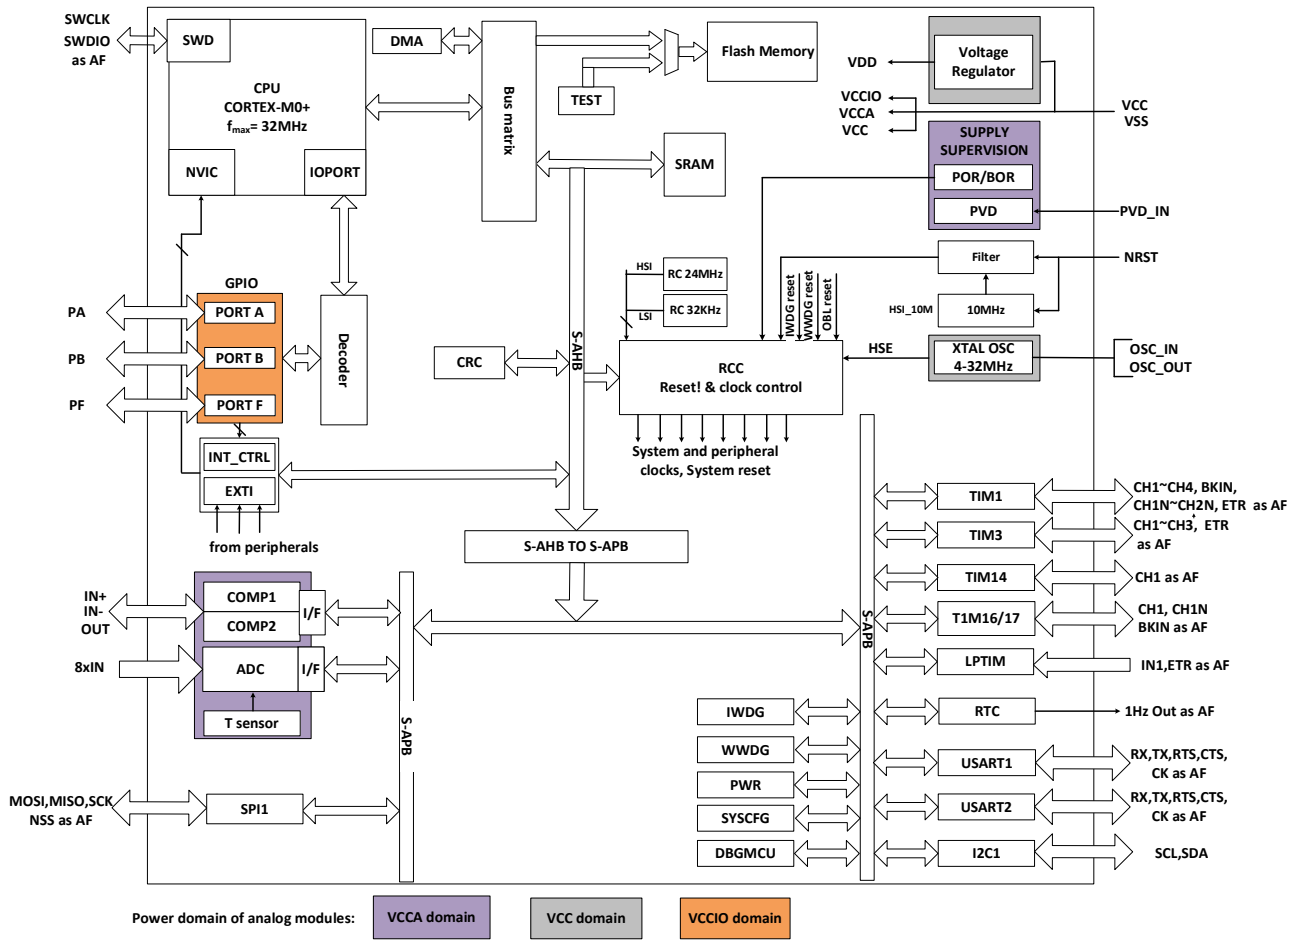 SWCLK
SWDIO
as AF
SWD
CPU
CORTEX-M0+
fmax= 32MHz
NVIC
IOPORT
DMA
Bus matrix
TEST
Flash Memory
SRAM
Voltage
Regulator
VDD
VCCIO
VCCA
VCC
VCC
VSS
SUPPLY
SUPERVISION
POR/BOR
PVD
PVD_IN
Filter
NRST
HSI_10M
10MHz
HSI
RC 24MHz
LSI
RC 32KHz
IWDG reset
WWDG reset
OBL reset
GPIO
PA
PORT A
PB
PORT B
PF
PORT F
Decoder
CRC
S-AHB
RCC
Reset! & clock control
HSE
XTAL OSC
4-32MHz
OSC_IN
OSC_OUT
System and peripheral
clocks, System reset
INT_CTRL
EXTI
from peripherals
S-AHB TO S-APB
IN+
IN-
OUT
COMP1
COMP2
I/F
8xIN
ADC
I/F
T sensor
S-APB
S-APB
MOSI,MISO,SCK
NSS as AF
SPI1
IWDG
WWDG
PWR
SYSCFG
DBGMCU
TIM1
CH1~CH4, BKIN,
CH1N~CH2N, ETR as AF
TIM3
CH1~CH3, ETR
as AF
TIM14
CH1 as AF
T1M16/17
CH1, CH1N
BKIN as AF
LPTIM
IN1,ETR as AF
RTC
1Hz Out as AF
USART1
RX,TX,RTS,CTS,
CK as AF
USART2
RX,TX,RTS,CTS,
CK as AF
I2C1
SCL,SDA
Power domain of analog modules:
VCCA domain
VCC domain
VCCIO domain